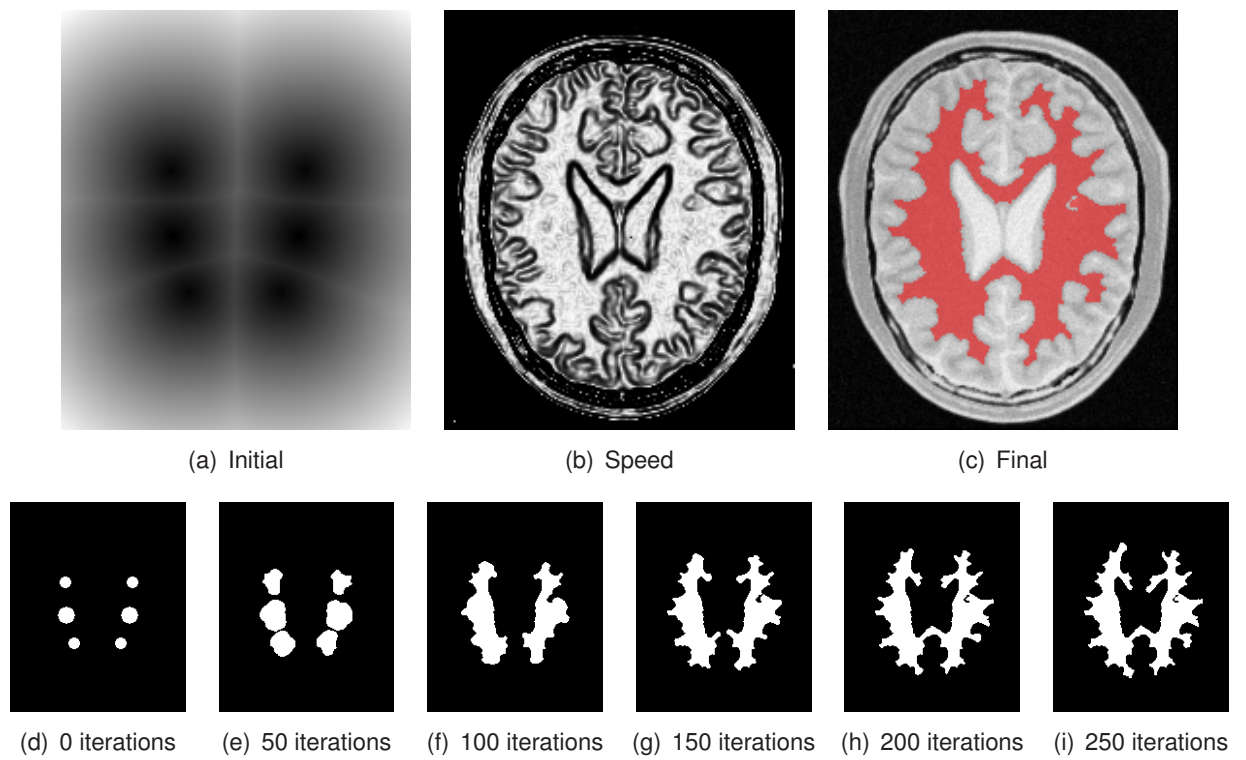 (a) Initial
(b) Speed
(c) Final
(d) 0 iterations
(e) 50 iterations
(f) 100 iterations
(g) 150 iterations
(h) 200 iterations
(i) 250 iterations